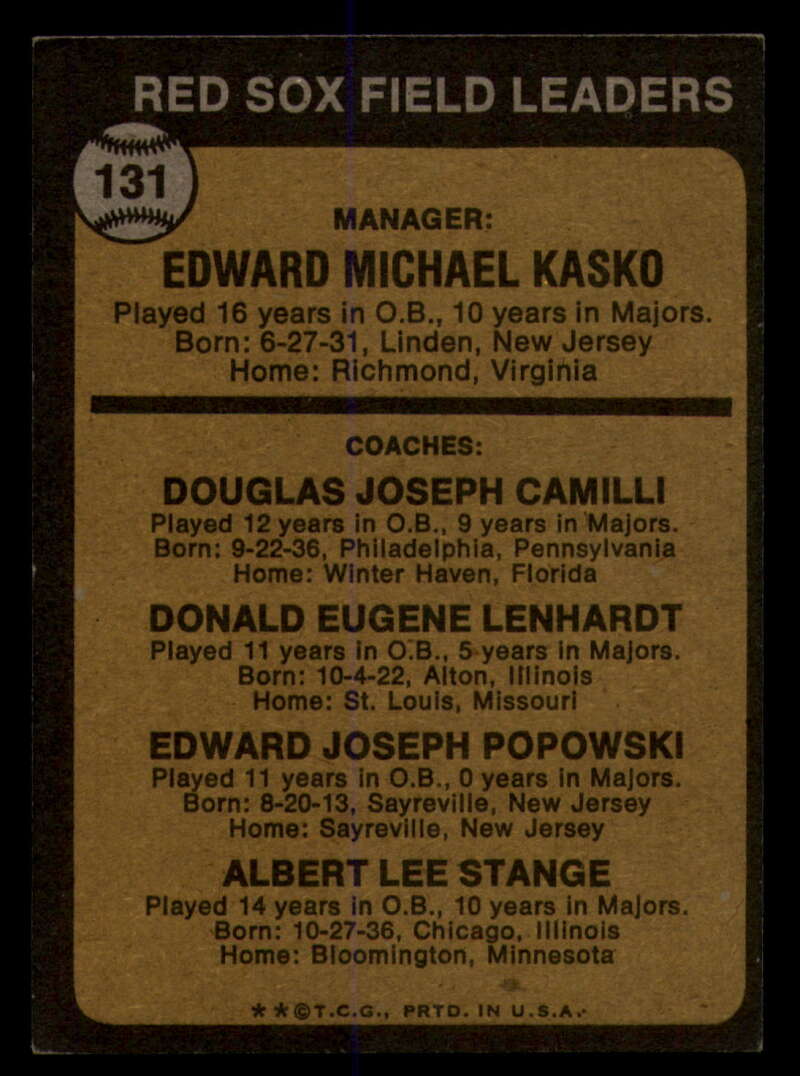 RED SOX FIELD LEADERS
131
MANAGER:
EDWARD MICHAEL KASKO
Played 16 years in O.B., 10 years in Majors.
Born: 6-27-31, Linden, New Jersey
Home: Richmond, Virginia
COACHES:
DOUGLAS JOSEPH CAMILLI
Played 12 years in O.B., 9 years in Majors.
Born: 9-22-36, Philadelphia, Pennsylvania
Home: Winter Haven, Florida
DONALD EUGENE LENHARDT
Played 11 years in O.B., 5 years in Majors.
Born: 10-4-22, Alton, Illinois
Home: St. Louis, Missouri
EDWARD JOSEPH POPOWSKI
Played 11 years in O.B., 0 years in Majors.
Born: 8-20-13, Sayreville, New Jersey
Home: Sayreville, New Jersey
ALBERT LEE STANGE
Played 14 years in O.B., 10 years in Majors.
Born: 10-27-36, Chicago, Illinois
Home: Bloomington, Minnesota
* * © T.C.G., PRTD. IN U.S.A.